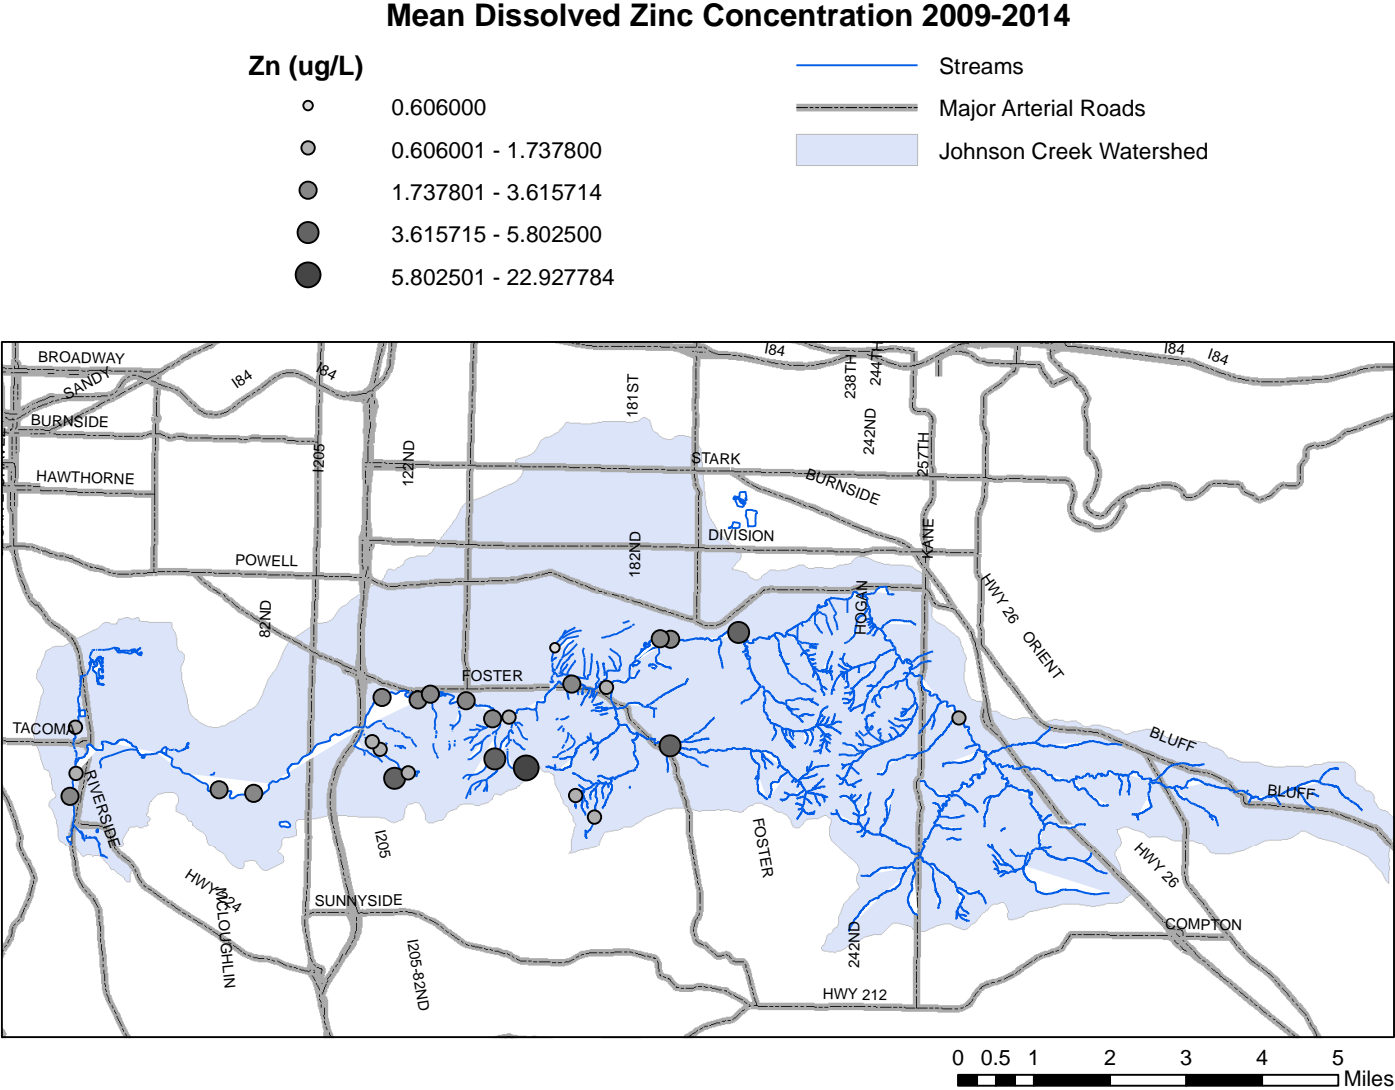 Mean Dissolved Zinc Concentration 2009-2014
Zn (ug/L)
0.606000
0.606001 - 1.737800
1.737801 - 3.615714
3.615715 - 5.802500
5.802501 - 22.927784
Streams
Major Arterial Roads
Johnson Creek Watershed
BROADWAY
SANDY
I84
I84
I84
I84
I84
BURNSIDE
HAWTHORNE
I205
122ND
181ST
238TH
244TH
242ND
257TH
STARK
BURNSIDE
DIVISION
182ND
KANE
POWELL
82ND
HOGAN
HWY 26
ORIENT
FOSTER
TACOMA
RIVERSIDE
BLUFF
BLUFF
I205
FOSTER
HWY 26
HWY 224
MCLOUGHLIN
SUNNYSIDE
I205-82ND
242ND
COMPTON
HWY 212
0 0.5 1 2 3 4 5
Miles